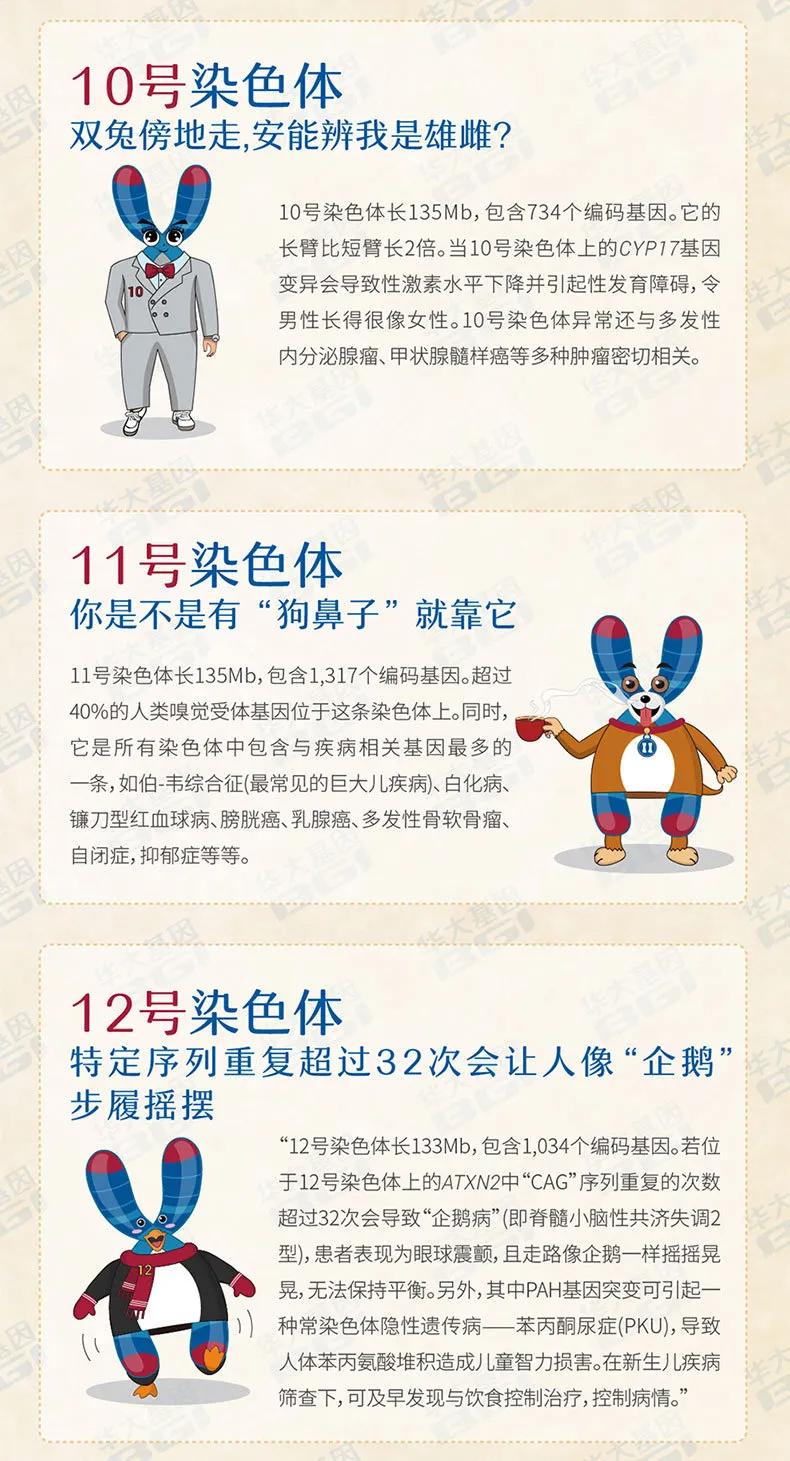 10号染色体
双兔傍地走,安能辨我是雄雌?
10
10号染色体长135Mb,包含734个编码基因。它的
长臂比短臂长2倍。当10号染色体上的CYP17基因
变异会导致性激素水平下降并引起性发育障碍,令
男性长得很像女性。10号染色体异常还与多发性
内分泌腺瘤、甲状腺髓样癌等多种肿瘤密切相关。
11号染色体
你是不是有“狗鼻子”就靠它
11号染色体长135Mb,包含1,317个编码基因。超过
40%的人类嗅觉受体基因位于这条染色体上。同时,
它是所有染色体中包含与疾病相关基因最多的
一条,如伯-韦综合征(最常见的巨大儿疾病)、白化病、
镰刀型红血球病、膀胱癌、乳腺癌、多发性骨软骨瘤、
自闭症,抑郁症等等。
11
12号染色体
特定序列重复超过32次会让人像“企鹅”
步履摇摆
12
“12号染色体长133Mb,包含1,034个编码基因。若位
于12号染色体上的ATXN2中“CAG”序列重复的次数
超过32次会导致“企鹅病”(即脊髓小脑性共济失调2
型),患者表现为眼球震颤,且走路像企鹅一样摇摇晃
晃,无法保持平衡。另外,其中PAH基因突变可引起一
种常染色体隐性遗传病——苯丙酮尿症(PKU),导致
人体苯丙氨酸堆积造成儿童智力损害。在新生儿疾病
筛查下,可及早发现与饮食控制治疗,控制病情。”
华大基因
BGI